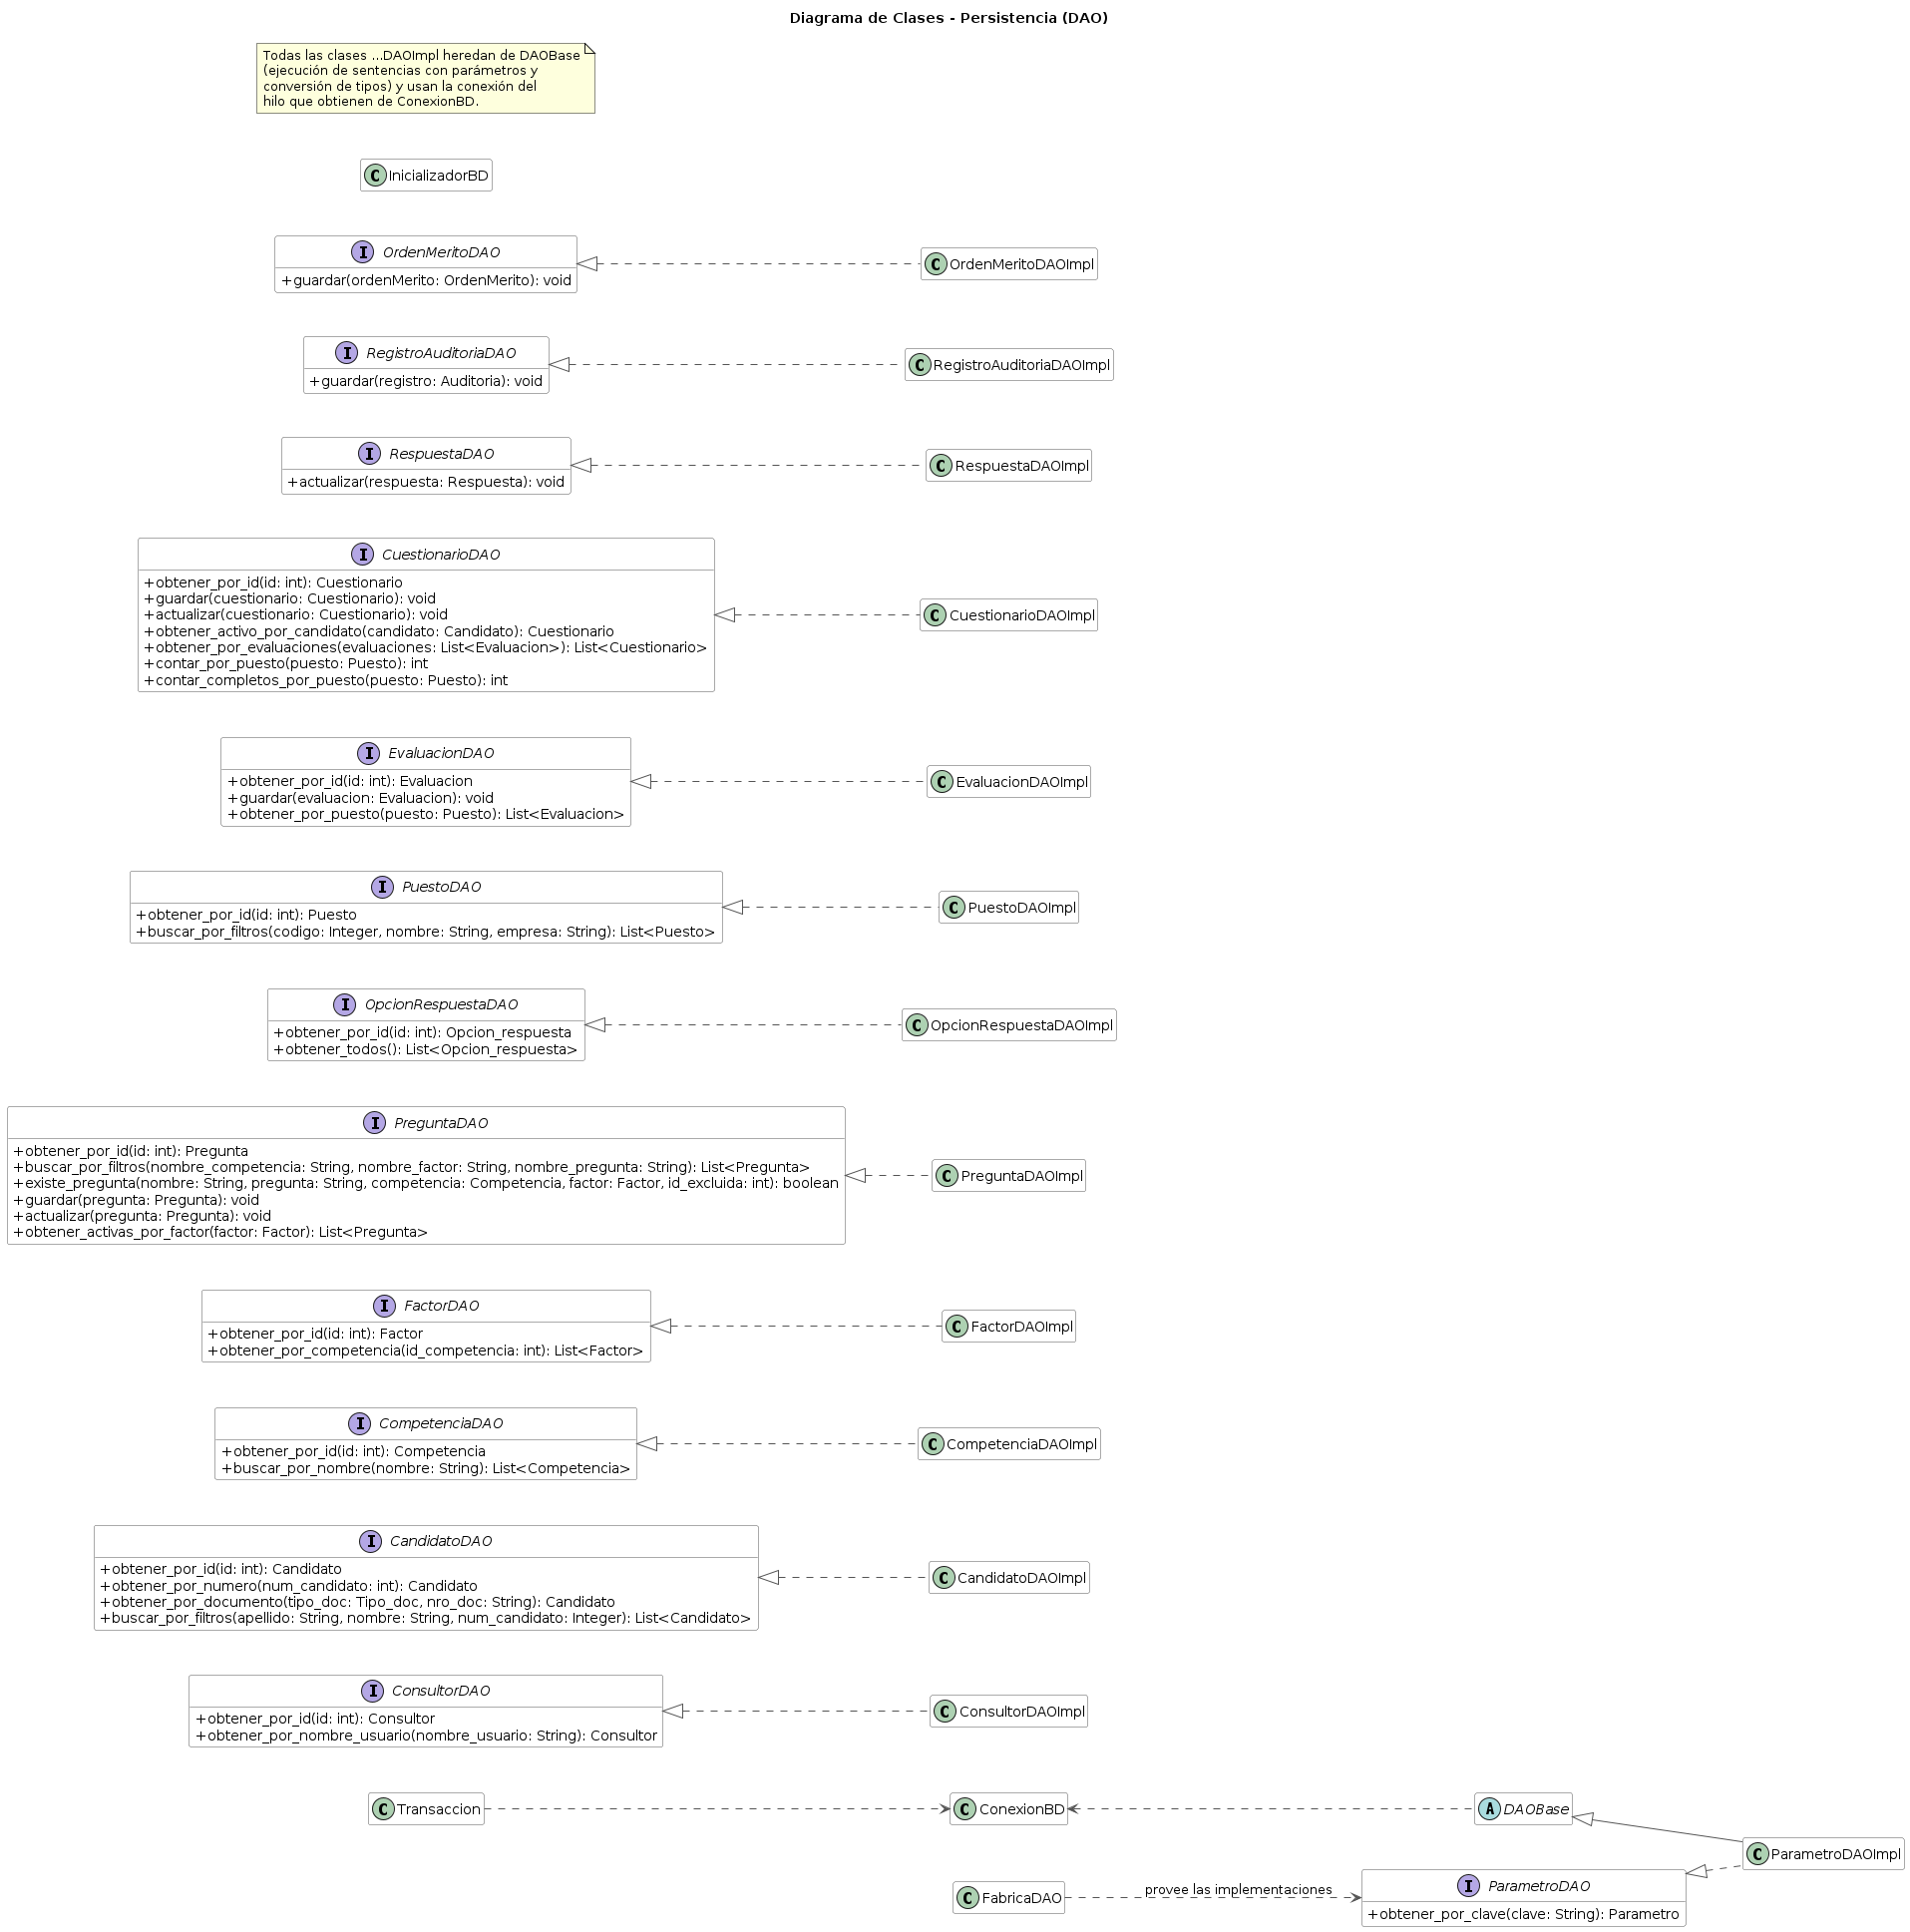 Diagrama de Clases - Persistencia (DAO)
Todas las clases ...DAOImpl heredan de DAOBase
(ejecución de sentencias con parámetros y
conversión de tipos) y usan la conexión del
hilo que obtienen de ConexionBD.
C InicializadorBD
I OrdenMeritoDAO
+guardar(ordenMerito: OrdenMerito): void
C OrdenMeritoDAOImpl
I RegistroAuditoriaDAO
+guardar(registro: Auditoria): void
C RegistroAuditoriaDAOImpl
I RespuestaDAO
+actualizar(respuesta: Respuesta): void
C RespuestaDAOImpl
I CuestionarioDAO
+obtener_por_id(id: int): Cuestionario
+guardar(cuestionario: Cuestionario): void
+actualizar(cuestionario: Cuestionario): void
+obtener_activo_por_candidato(candidato: Candidato): Cuestionario
+obtener_por_evaluaciones(evaluaciones: List<Evaluacion>): List<Cuestionario>
+contar_por_puesto(puesto: Puesto): int
+contar_completos_por_puesto(puesto: Puesto): int
C CuestionarioDAOImpl
I EvaluacionDAO
+obtener_por_id(id: int): Evaluacion
+guardar(evaluacion: Evaluacion): void
+obtener_por_puesto(puesto: Puesto): List<Evaluacion>
C EvaluacionDAOImpl
I PuestoDAO
+obtener_por_id(id: int): Puesto
+buscar_por_filtros(codigo: Integer, nombre: String, empresa: String): List<Puesto>
C PuestoDAOImpl
I OpcionRespuestaDAO
+obtener_por_id(id: int): Opcion_respuesta
+obtener_todos(): List<Opcion_respuesta>
C OpcionRespuestaDAOImpl
I PreguntaDAO
+obtener_por_id(id: int): Pregunta
+buscar_por_filtros(nombre_competencia: String, nombre_factor: String, nombre_pregunta: String): List<Pregunta>
+existe_pregunta(nombre: String, pregunta: String, competencia: Competencia, factor: Factor, id_excluida: int): boolean
+guardar(pregunta: Pregunta): void
+actualizar(pregunta: Pregunta): void
+obtener_activas_por_factor(factor: Factor): List<Pregunta>
C PreguntaDAOImpl
I FactorDAO
+obtener_por_id(id: int): Factor
+obtener_por_competencia(id_competencia: int): List<Factor>
C FactorDAOImpl
I CompetenciaDAO
+obtener_por_id(id: int): Competencia
+buscar_por_nombre(nombre: String): List<Competencia>
C CompetenciaDAOImpl
I CandidatoDAO
+obtener_por_id(id: int): Candidato
+obtener_por_numero(num_candidato: int): Candidato
+obtener_por_documento(tipo_doc: Tipo_doc, nro_doc: String): Candidato
+buscar_por_filtros(apellido: String, nombre: String, num_candidato: Integer): List<Candidato>
C CandidatoDAOImpl
I ConsultorDAO
+obtener_por_id(id: int): Consultor
+obtener_por_nombre_usuario(nombre_usuario: String): Consultor
C ConsultorDAOImpl
C Transaccion
C ConexionBD
A DAOBase
C ParametroDAOImpl
C FabricaDAO
provee las implementaciones
I ParametroDAO
+obtener_por_clave(clave: String): Parametro